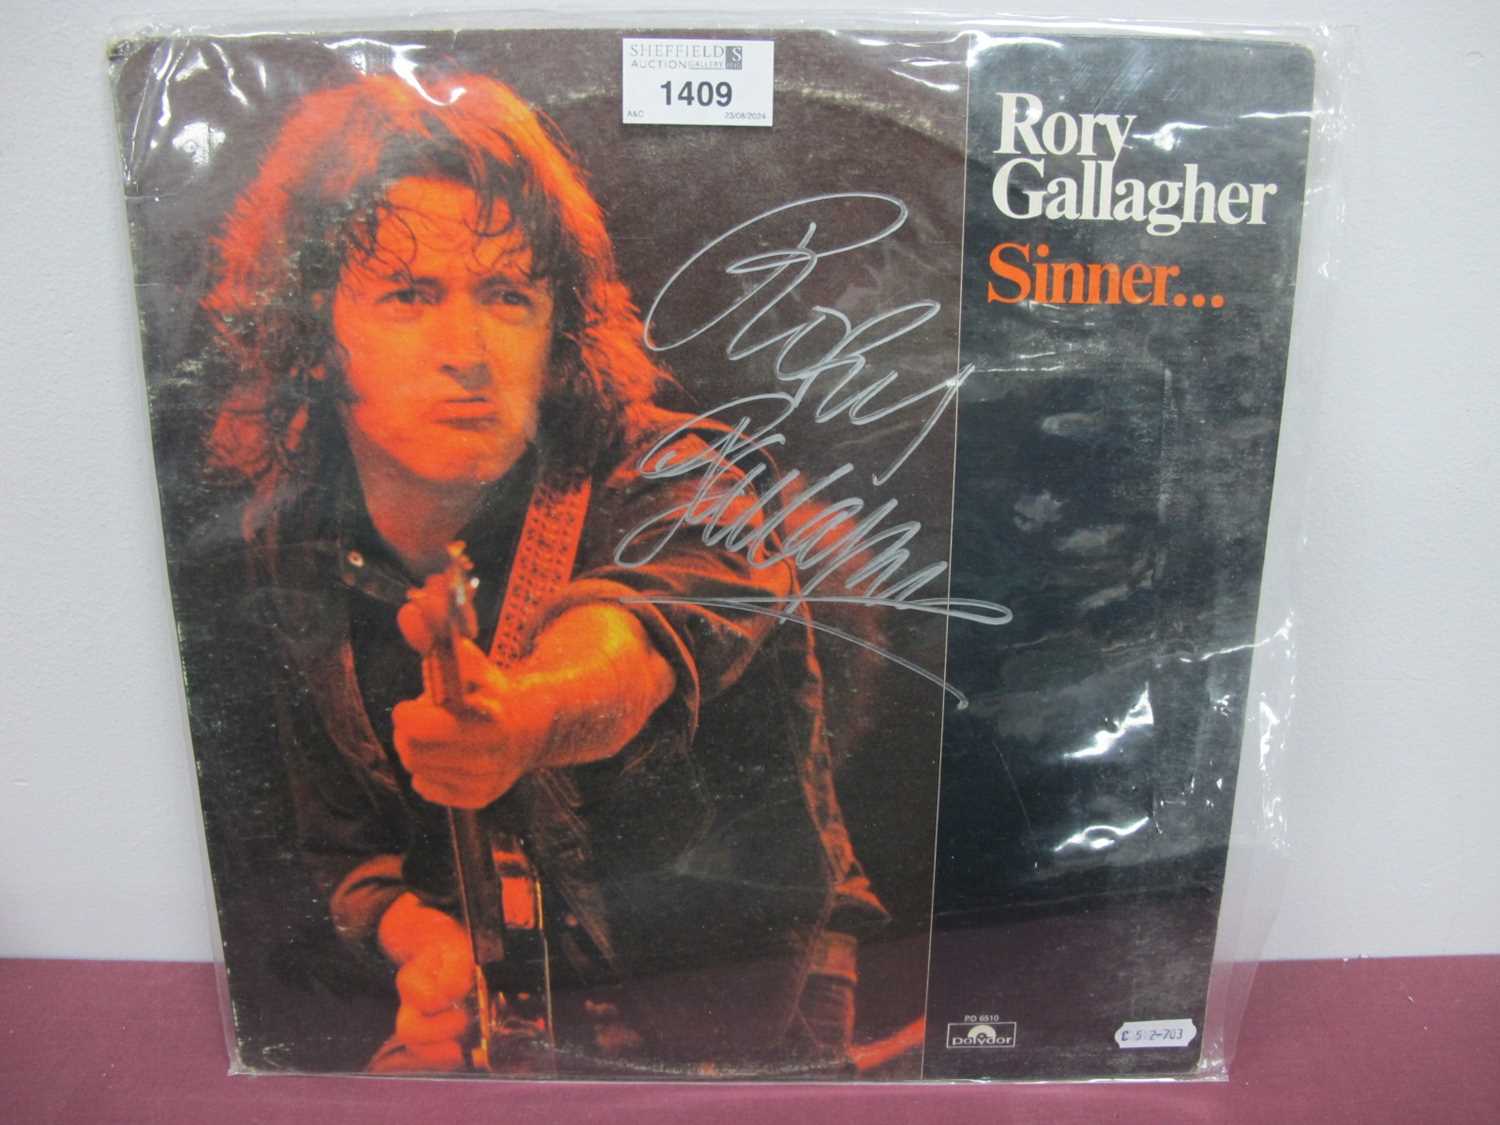 SHEFFIELD S
AUCTION GALLERY
1409
A&C 23/08/2024
Rory
Gallagher
Sinner...
Rory
Gallagher
PD 6510
Polydor